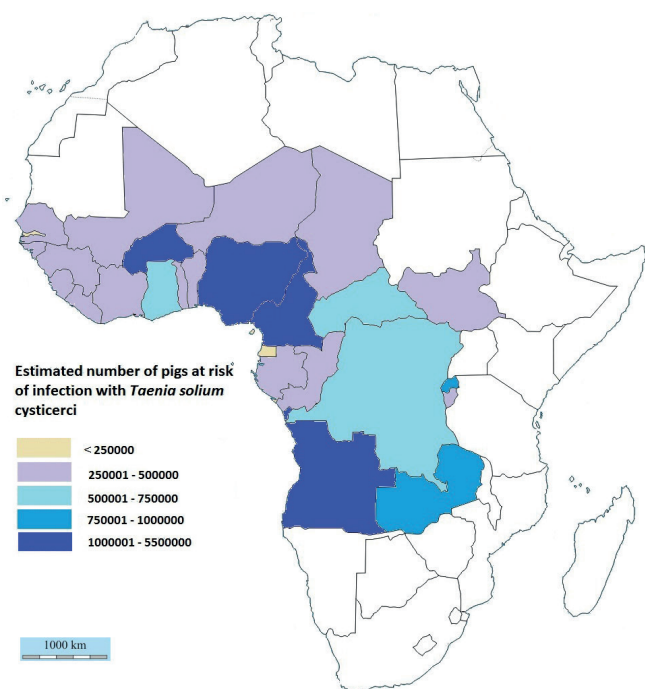 Estimated number of pigs at risk
of infection with Taenia solium
cysticerci
< 250000
250001 - 500000
500001 - 750000
750001 - 1000000
1000001 - 5500000
1000 km